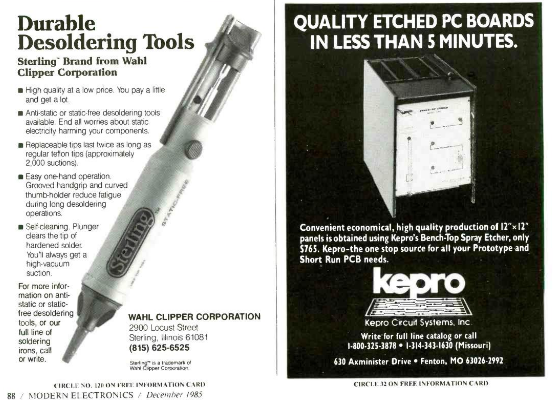 Durable
Desoldering Tools
Sterling™ Brand from Wahl
Clipper Corporation
■ High quality at a low price. You pay a little
and get a lot.
■ Anti-static or static-free desoldering tools
available. End all worries about static
electricity harming your components.
■ Replaceable tips last twice as long as
regular teflon tips (approximately
2,000 suctions).
■ Easy one-hand operation.
Grooved handgrip and curved
thumb-holder reduce fatigue
during long desoldering
operations.
■ Self-cleaning. Plunger
clears the tip of
hardened solder.
You'll always get a
high-vacuum
suction.
For more infor-
mation on anti-
static or static-
free desoldering
tools, or our
full line of
soldering
irons, call
or write.
Sterling
STATIC-FREE
WAHL CLIPPER CORPORATION
2900 Locust Street
Sterling, Illinois 61081
(815) 625-6525
Sterling™ is a trademark of
Wahl Clipper Corporation.
CIRCLE NO. 120 ON FREE INFORMATION CARD
88 / MODERN ELECTRONICS / December 1985
QUALITY ETCHED PC BOARDS
IN LESS THAN 5 MINUTES.
Convenient economical, high quality production of 12"×12"
panels is obtained using Kepro's Bench-Top Spray Etcher, only
$765. Kepro-the one stop source for all your Prototype and
Short Run PCB needs.
kepro
Kepro Circuit Systems, Inc.
Write for full line catalog or call
1-800-325-3878 • 1-314-343-1630 (Missouri)
630 Axminister Drive • Fenton, MO 63026-2992
CIRCLE 32 ON FREE INFORMATION CARD